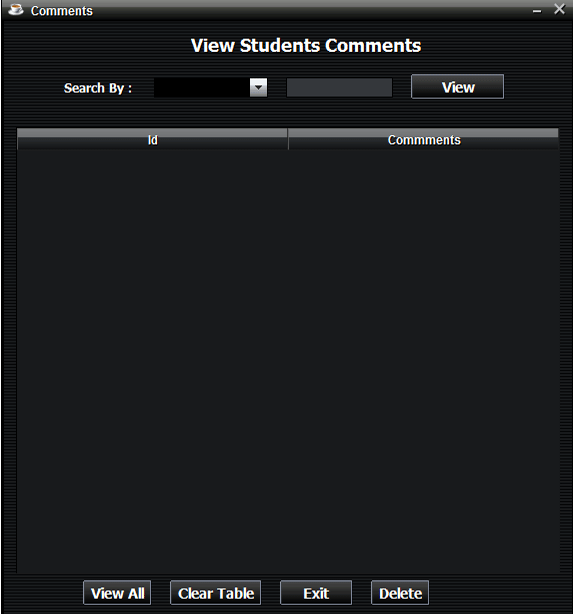 Comments
View Students Comments
Search By :
View
Id Commments
View All Clear Table Exit Delete